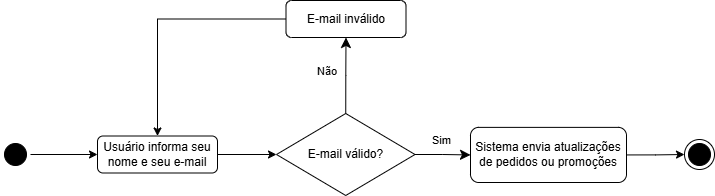 E-mail inválido
Não
Usuário informa seu
nome e seu e-mail
E-mail válido?
Sim
Sistema envia atualizações
de pedidos ou promoções